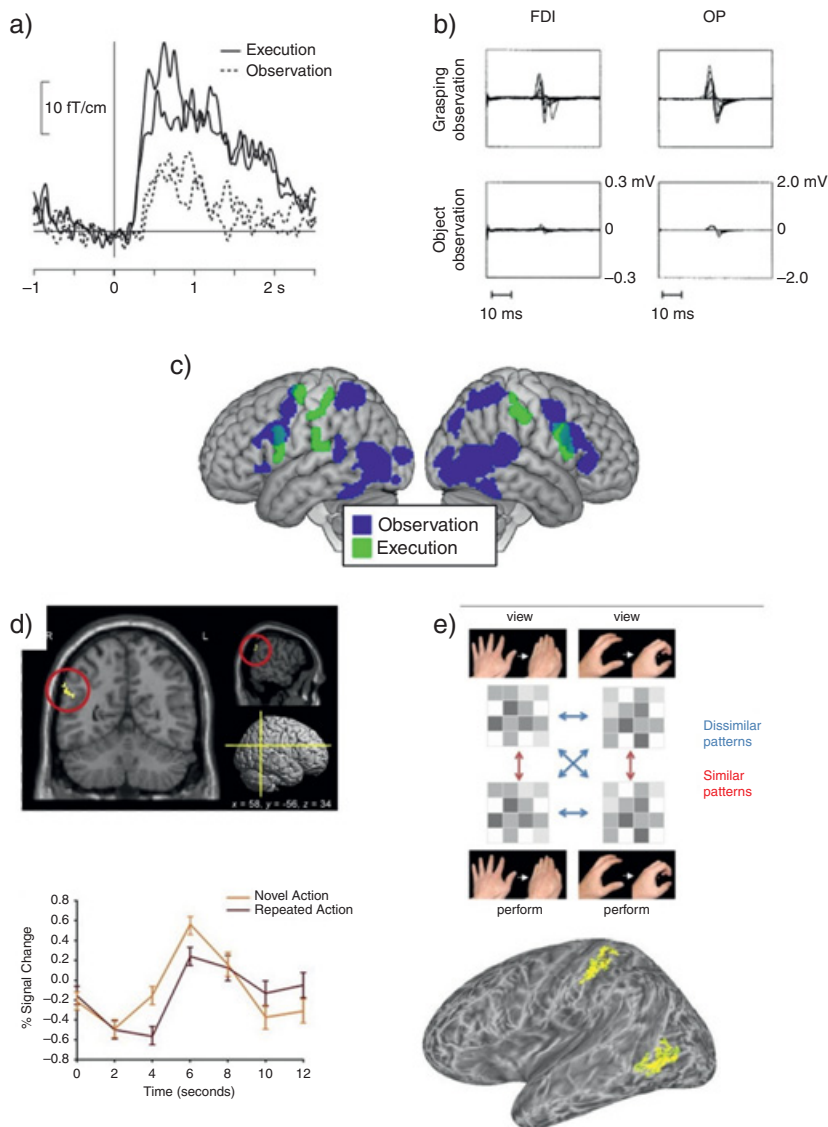 a)
Execution
Observation
10 fT/cm
−1 0 1 2 s
b)
FDI OP
Grasping
observation
Object
observation
0.3 mV 2.0 mV
0 0
−0.3 −2.0
10 ms 10 ms
c)
Observation
Execution
d)
R L
x = 58, y = -56, z = 34
Novel Action
Repeated Action
% Signal Change
0.8
0.6
0.4
0.2
0.0
−0.2
−0.4
−0.6
−0.8
0 2 4 6 8 10 12
Time (seconds)
e)
view view
Dissimilar
patterns
Similar
patterns
perform perform